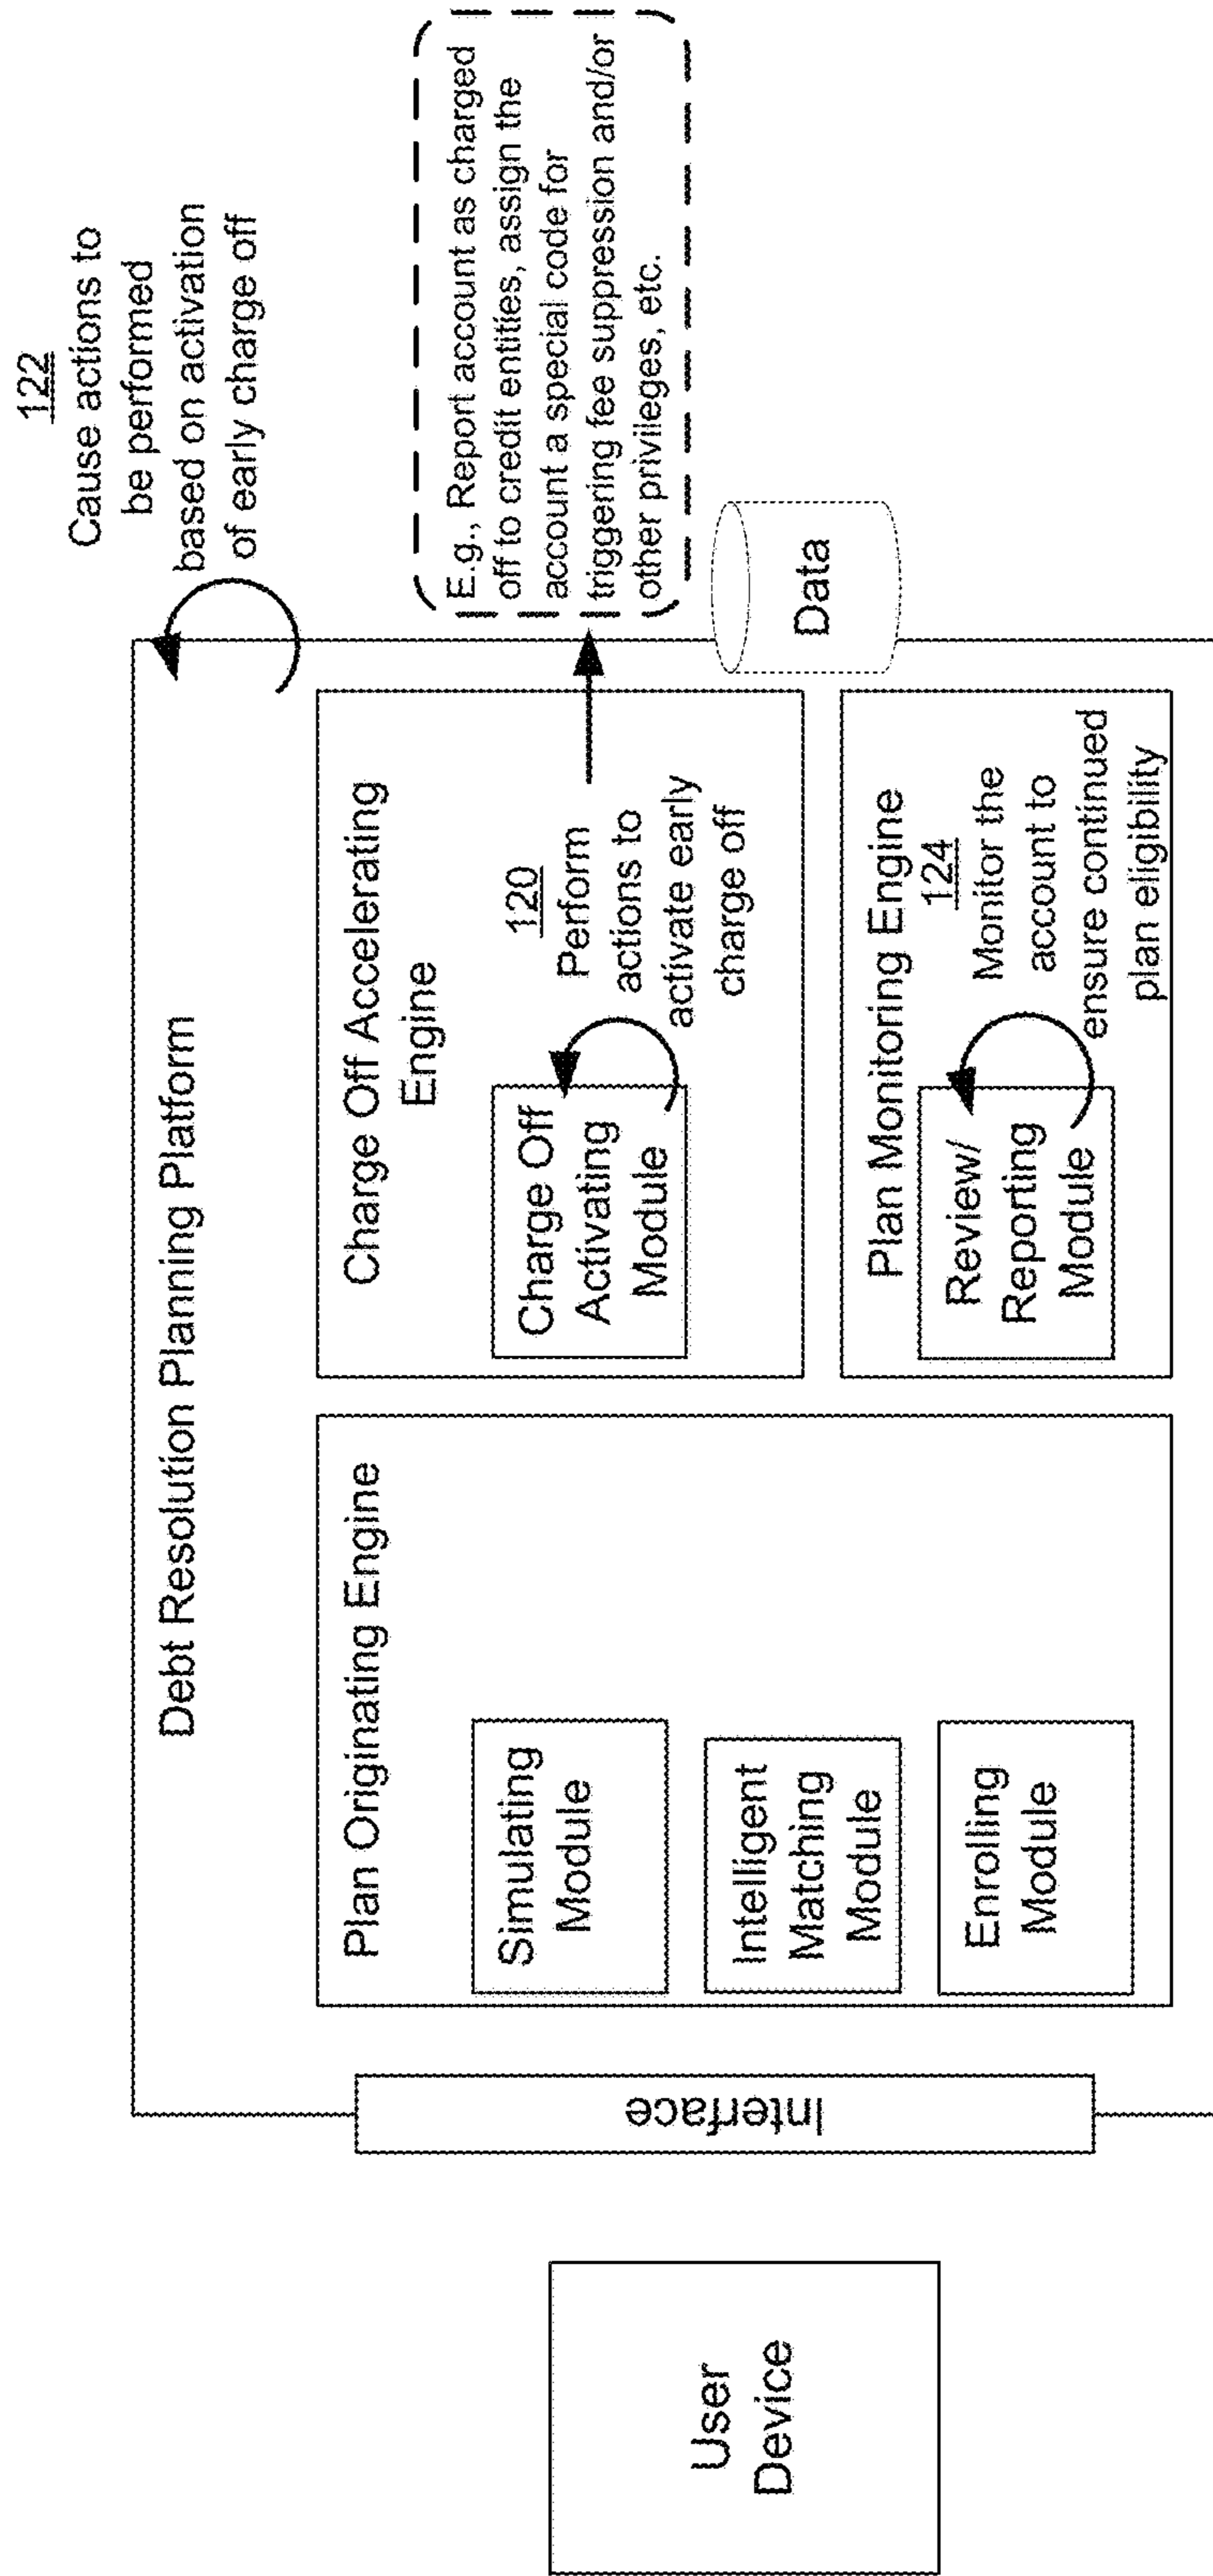 122
Cause actions to
be performed
based on activation
of early charge off
Debt Resolution Planning Platform
User
Device
Interface
Plan Originating Engine
Simulating
Module
Intelligent
Matching
Module
Enrolling
Module
Charge Off Accelerating
Engine
Charge Off
Activating
Module
120
Perform
actions to
activate early
charge off
E.g., Report account as charged
off to credit entities, assign the
account a special code for
triggering fee suppression and/or
other privileges, etc.
Data
Plan Monitoring Engine
Review/
Reporting
Module
124
Monitor the
account to
ensure continued
plan eligibility